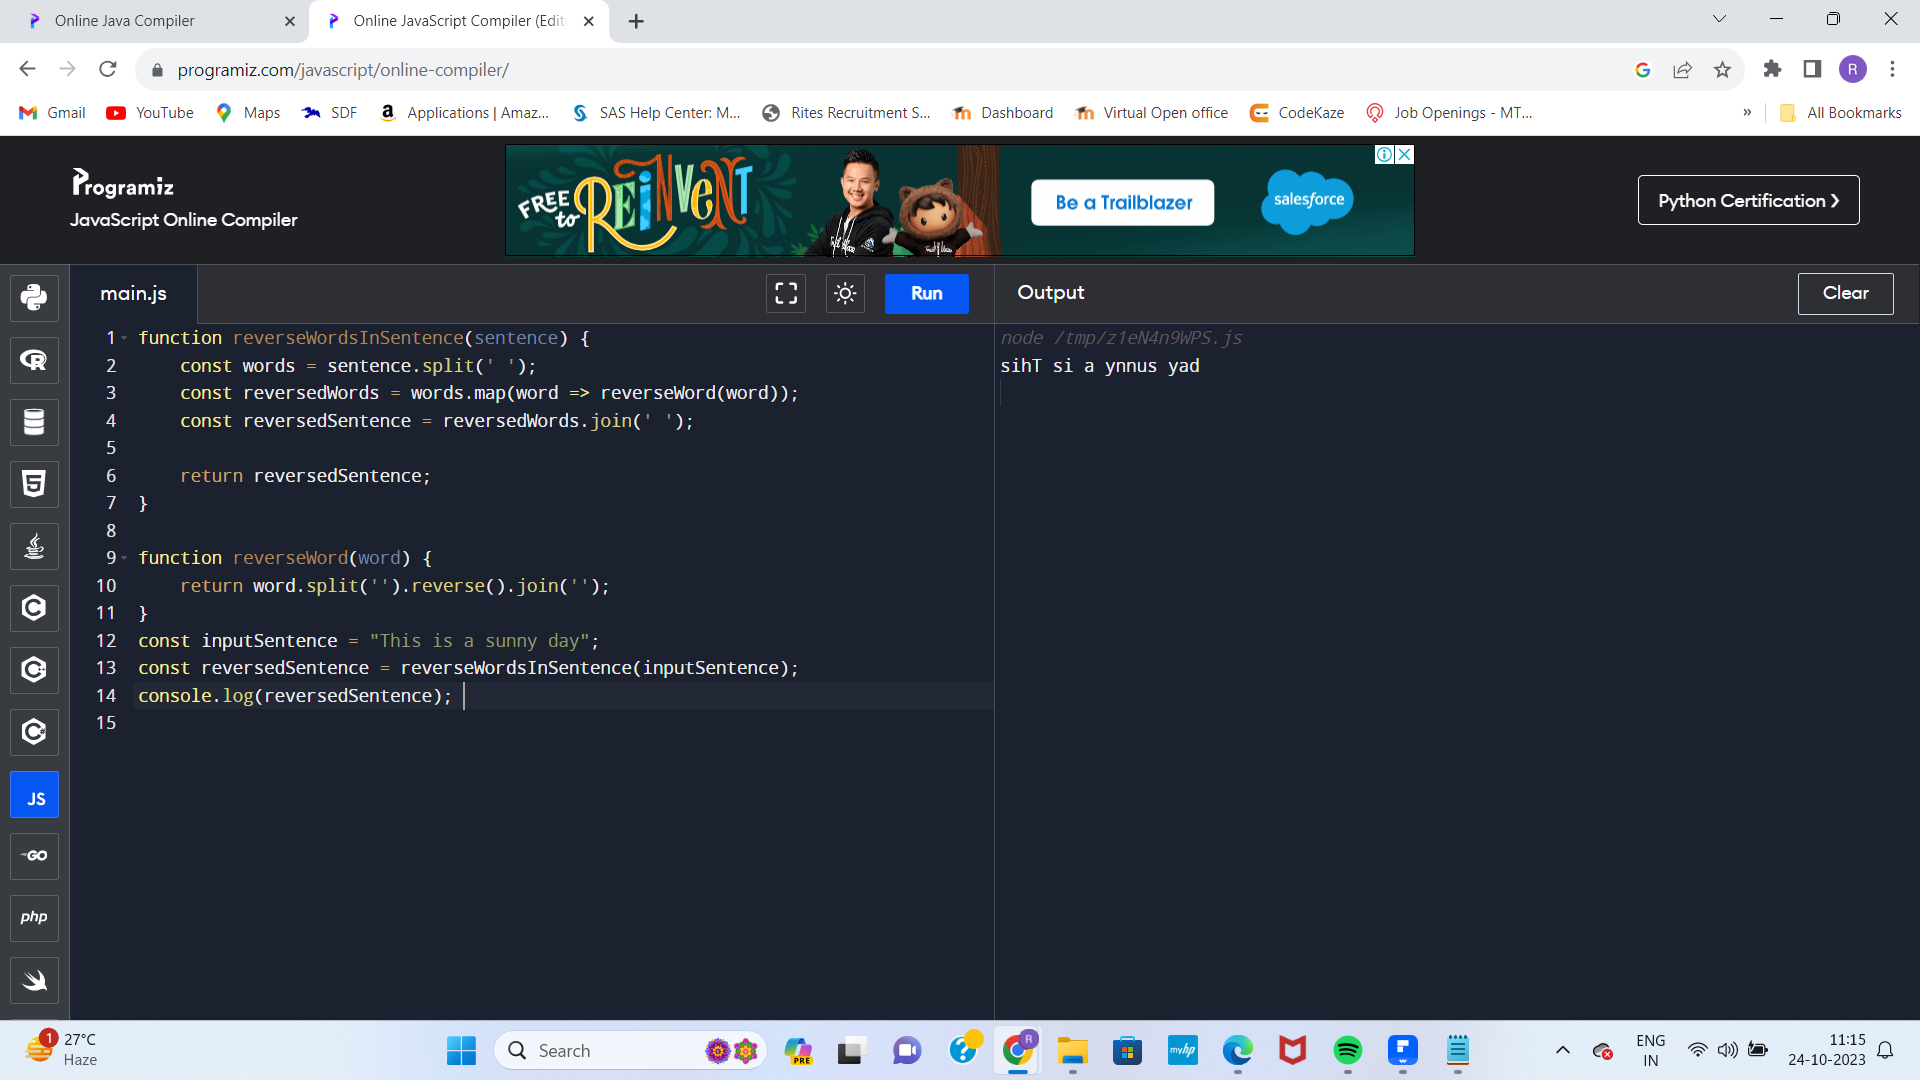 Online Java Compiler
Online JavaScript Compiler (Edit
programiz.com/javascript/online-compiler/
R
Gmail
YouTube
Maps
SDF
Applications | Amaz...
SAS Help Center: M...
Rites Recruitment S...
Dashboard
Virtual Open office
CodeKaze
Job Openings - MT...
»
All Bookmarks
Programiz
JavaScript Online Compiler
FREE to REINVENT
Be a Trailblazer
salesforce
Python Certification ❯
main.js
Run
Output
Clear
1 function reverseWordsInSentence(sentence) {
2 const words = sentence.split(' ');
3 const reversedWords = words.map(word => reverseWord(word));
4 const reversedSentence = reversedWords.join(' ');
5
6 return reversedSentence;
7 }
8
9 function reverseWord(word) {
10 return word.split('').reverse().join('');
11 }
12 const inputSentence = "This is a sunny day";
13 const reversedSentence = reverseWordsInSentence(inputSentence);
14 console.log(reversedSentence);
15
node /tmp/z1eN4n9WPS.js
sihT si a ynnus yad
R
5
C
C
C
JS
GO
php
1
27°C
Haze
Search
PRE
R
myhp
ENG
IN
11:15
24-10-2023